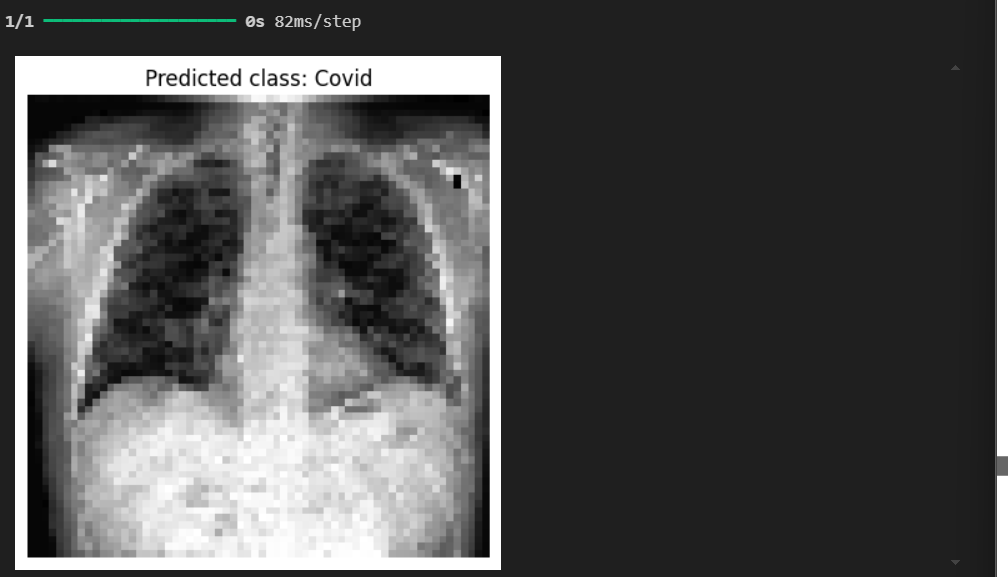 1/1 ━━━━━━━━━━━━━━━━━━━━ 0s 82ms/step
Predicted class: Covid